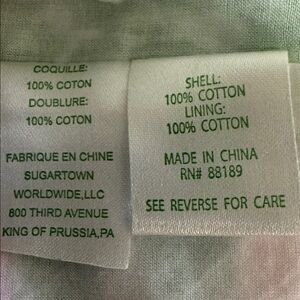 COQUILLE:
100% COTON
DOUBLURE:
100% COTON
FABRIQUE EN CHINE
SUGARTOWN
WORLDWIDE,LLC
800 THIRD AVENUE
KING OF PRUSSIA,PA
SHELL:
100% COTTON
LINING:
100% COTTON
MADE IN CHINA
RN# 88189
SEE REVERSE FOR CARE